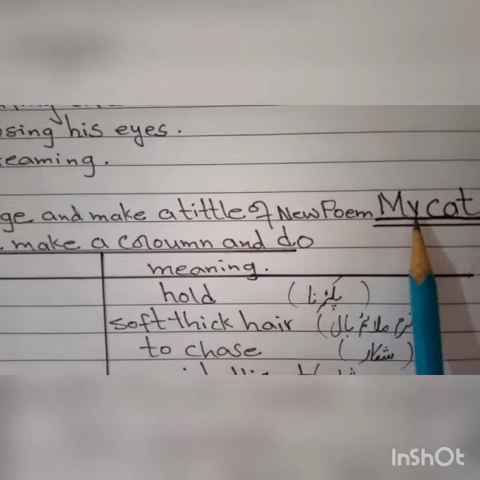 osing his eyes.
eaming.
ge and make a tittle of New Poem My cat
make a coloumn and do
meaning.
hold (پکڑنا)
soft thick hair (نرم ملائم بال)
to chase (شکار)
InShOt